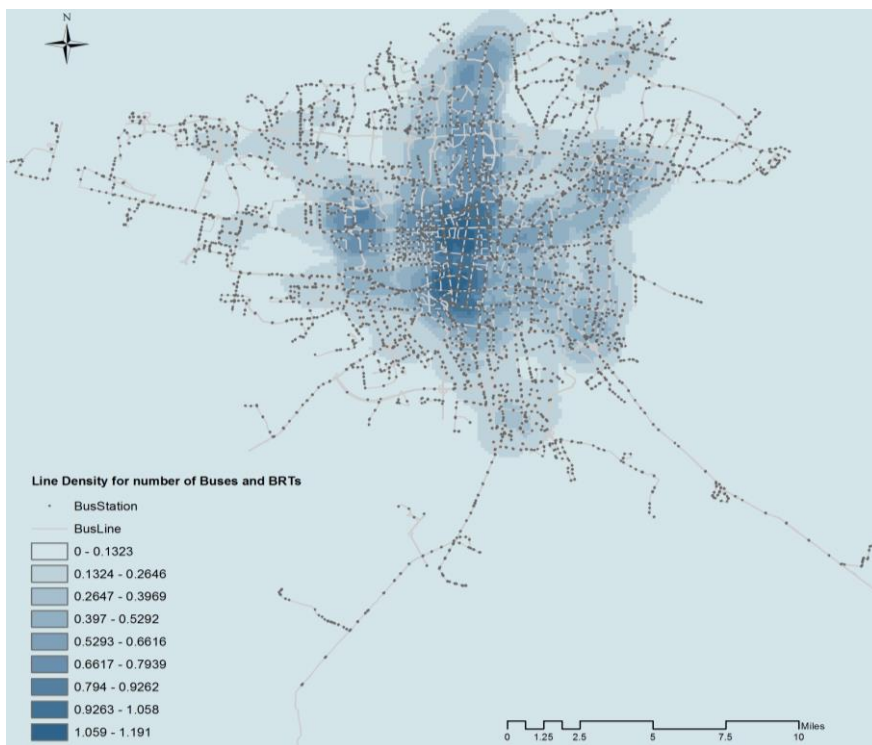 N
Line Density for number of Buses and BRTs
BusStation
BusLine
0 - 0.1323
0.1324 - 0.2646
0.2647 - 0.3969
0.397 - 0.5292
0.5293 - 0.6616
0.6617 - 0.7939
0.794 - 0.9262
0.9263 - 1.058
1.059 - 1.191
Miles
0 1.25 2.5 5 7.5 10